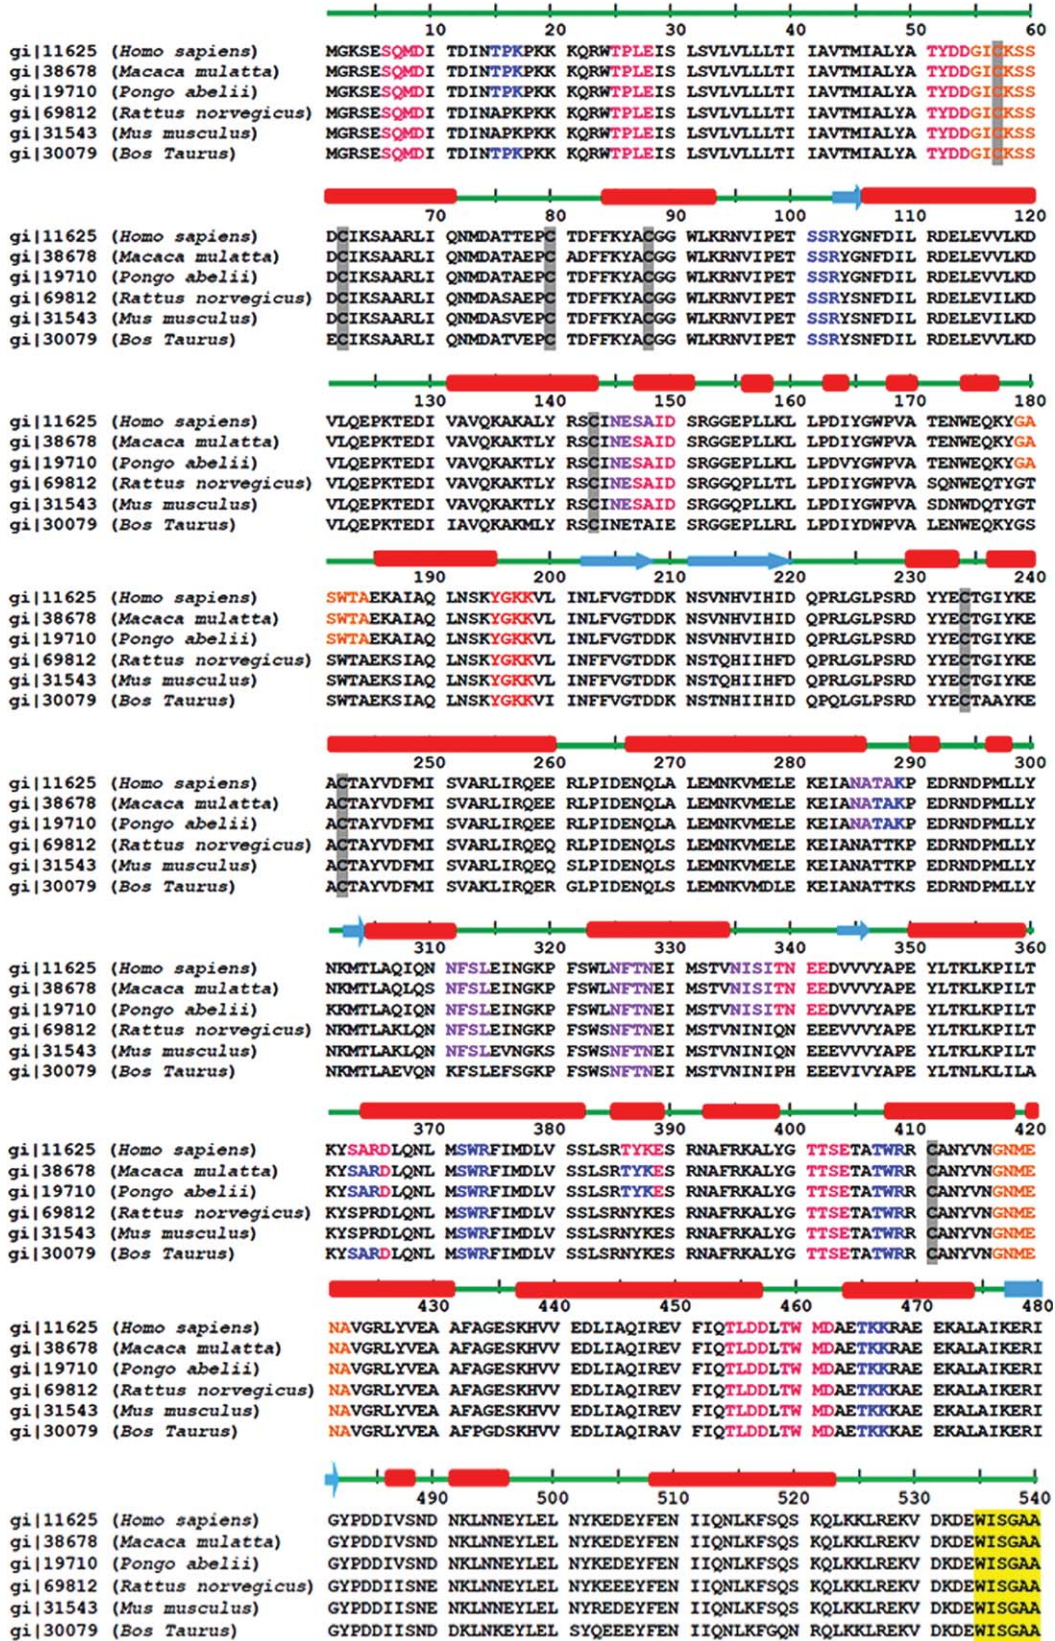 10 20 30 40 50 60
gi|11625 (Homo sapiens) MGKSESQMDI TDINTPKPKK KQRWTPLEIS LSVLVLLLTI IAVTMIALYA TYDDGICKSS
gi|38678 (Macaca mulatta) MGRSESQMDI TDINTPKPKK KQRWTPLEIS LSVLVLLLTI IAVTMIALYA TYDDGICKSS
gi|19710 (Pongo abelii) MGRSESQMDI TDINTPKPKK KQRWTPLEIS LSVLVLLLTI IAVTMIALYA TYDDGICKSS
gi|69812 (Rattus norvegicus) MGRSESQMDI TDINAPKPKK KQRWTPLEIS LSVLVLLLTI IAVTMIALYA TYDDGICKSS
gi|31543 (Mus musculus) MGRSESQMDI TDINAPKPKK KQRWTPLEIS LSVLVLLLTI IAVTMIALYA TYDDGICKSS
gi|30079 (Bos Taurus) MGRSESQMDI TDINTPKPKK KQRWTPLEIS LSVLVLLLTI IAVTMIALYA TYDDGICKSS
70 80 90 100 110 120
gi|11625 (Homo sapiens) DCIKSAARLI QNMDATTEPC TDFFKYACGG WLKRNVIPET SSRYGNFDIL RDELEVVLKD
gi|38678 (Macaca mulatta) DCIKSAARLI QNMDATAEPC ADFFKYACGG WLKRNVIPET SSRYGNFDIL RDELEVVLKD
gi|19710 (Pongo abelii) DCIKSAARLI QNMDATAEPC TDFFKYACGG WLKRNVIPET SSRYGNFDIL RDELEVVLKD
gi|69812 (Rattus norvegicus) DCIKSAARLI QNMDASAEPC TDFFKYACGG WLKRNVIPET SSRYSNFDIL RDELEVILKD
gi|31543 (Mus musculus) DCIKSAARLI QNMDASVEPC TDFFKYACGG WLKRNVIPET SSRYSNFDIL RDELEVILKD
gi|30079 (Bos Taurus) ECIKSAARLI QNMDATVEPC TDFFKYACGG WLKRNVIPET SSRYSNFDIL RDELEVVLKD
130 140 150 160 170 180
gi|11625 (Homo sapiens) VLQEPKTEDI VAVQKAKALY RSCINESAID SRGGEPLLKL LPDIYGWPVA TENWEQKYGA
gi|38678 (Macaca mulatta) VLQEPKTEDI VAVQKAKTLY RSCINESAID SRGGEPLLKL LPDIYGWPVA TENWEQKYGA
gi|19710 (Pongo abelii) VLQEPKTEDI VAVQKAKTLY RSCINESAID SRGGEPLLKL LPDVYGWPVA TENWEQKYGA
gi|69812 (Rattus norvegicus) VLQEPKTEDI VAVQKAKTLY RSCINESAID SRGGQPLLTL LPDIYGWPVA SQNWEQTYGT
gi|31543 (Mus musculus) VLQEPKTEDI VAVQKAKTLY RSCINESAID SRGGQPLLKL LPDIYGWPVA SDNWDQTYGT
gi|30079 (Bos Taurus) VLQEPKTEDI IAVQKAKMLY RSCINETAIE SRGGEPLLRL LPDIYDWPVA LENWEQKYGS
190 200 210 220 230 240
gi|11625 (Homo sapiens) SWTAEKAIAQ LNSKYGKKVL INLFVGTDDK NSVNHVIHID QPRLGLPSRD YYECTGIYKE
gi|38678 (Macaca mulatta) SWTAEKAIAQ LNSKYGKKVL INLFVGTDDK NSVNHVIHID QPRLGLPSRD YYECTGIYKE
gi|19710 (Pongo abelii) SWTAEKAIAQ LNSKYGKKVL INLFVGTDDK NSVNHVIHID QPRLGLPSRD YYECTGIYKE
gi|69812 (Rattus norvegicus) SWTAEKSIAQ LNSKYGKKVL INFFVGTDDK NSTQHIIHFD QPRLGLPSRD YYECTGIYKE
gi|31543 (Mus musculus) SWTAEKSIAQ LNSKYGKKVL INFFVGTDDK NSTQHIIHFD QPRLGLPSRD YYECTGIYKE
gi|30079 (Bos Taurus) SWTAEKSIAQ LNSKYGKKVI INFFVGTDDK NSTNHIIHID QPQLGLPSRD YYECTAAYKE
250 260 270 280 290 300
gi|11625 (Homo sapiens) ACTAYVDFMI SVARLIRQEE RLPIDENQLA LEMNKVMELE KEIANATAKP EDRNDPMLLY
gi|38678 (Macaca mulatta) ACTAYVDFMI SVARLIRQEE RLPIDENQLA LEMNKVMELE KEIANATAKP EDRNDPMLLY
gi|19710 (Pongo abelii) ACTAYVDFMI SVARLIRQEE RLPIDENQLA LEMNKVMELE KEIANATAKP EDRNDPMLLY
gi|69812 (Rattus norvegicus) ACTAYVDFMI SVARLIRQEQ RLPIDENQLS LEMNKVMELE KEIANATTKP EDRNDPMLLY
gi|31543 (Mus musculus) ACTAYVDFMI SVARLIRQEQ SLPIDENQLS LEMNKVMELE KEIANATTKP EDRNDPMLLY
gi|30079 (Bos Taurus) ACTAYVDFMI SVAKLIRQER GLPIDENQLS LEMNKVMDLE KEIANATTKS EDRNDPMLLY
310 320 330 340 350 360
gi|11625 (Homo sapiens) NKMTLAQIQN NFSLEINGKP FSWLNFTNEI MSTVNISITN EEDVVVYAPE YLTKLKPILT
gi|38678 (Macaca mulatta) NKMTLAQLQS NFSLEINGKP FSWLNFTNEI MSTVNISITN EEDVVVYAPE YLTKLKPILT
gi|19710 (Pongo abelii) KKMTLAQIQN NFSLEINGKP FSWLNFTNEI MSTVNISITN EEDVVVYAPE YLTKLKPILT
gi|69812 (Rattus norvegicus) NKMTLAKLQN NFSLEINGKP FSWSNFTNEI MSTVNINIQN EEEVVVYAPE YLTKLKPILT
gi|31543 (Mus musculus) NKMTLAKLQN NFSLEVNGKS FSWSNFTNEI MSTVNINIQN EEEVVVYAPE YLTKLKPILT
gi|30079 (Bos Taurus) NKMTLAEVQN KFSLEFSGKP FSWSNFTNEI MSTVNINIPH EEEVIVYAPE YLTNLKLILA
370 380 390 400 410 420
gi|11625 (Homo sapiens) KYSARDLQNL MSWRFIMDLV SSLSRTYKES RNAFRKALYG TTSETATWRR CANYVNGNME
gi|38678 (Macaca mulatta) KYSARDLQNL MSWRFIMDLV SSLSRTYKES RNAFRKALYG TTSETATWRR CANYVNGNME
gi|19710 (Pongo abelii) KYSARDLQNL MSWRFIMDLV SSLSRTYKES RNAFRKALYG TTSETATWRR CANYVNGNME
gi|69812 (Rattus norvegicus) KYSPRDLQNL MSWRFIMDLV SSLSRNYKES RNAFRKALYG TTSETATWRR CANYVNGNME
gi|31543 (Mus musculus) KYSPRDLQNL MSWRFIMDLV SSLSRNYKES RNAFRKALYG TTSETATWRR CANYVNGNME
gi|30079 (Bos Taurus) KYSARDLQNL MSWRFIMDLV SSLSRNYKES RNAFRKALYG TTSETATWRR CANYVNGNME
430 440 450 460 470 480
gi|11625 (Homo sapiens) NAVGRLYVEA AFAGESKHVV EDLIAQIREV FIQTLDDLTW MDAETKKRAE EKALAIKERI
gi|38678 (Macaca mulatta) NAVGRLYVEA AFAGESKHVV EDLIAQIREV FIQTLDDLTW MDAETKKRAE EKALAIKERI
gi|19710 (Pongo abelii) NAVGRLYVEA AFAGESKHVV EDLIAQIREV FIQTLDDLTW MDAETKKRAE EKALAIKERI
gi|69812 (Rattus norvegicus) NAVGRLYVEA AFAGESKHVV EDLIAQIREV FIQTLDDLTW MDAETKKKAE EKALAIKERI
gi|31543 (Mus musculus) NAVGRLYVEA AFAGESKHVV EDLIAQIREV FIQTLDDLTW MDAETKKKAE EKALAIKERI
gi|30079 (Bos Taurus) NAVGRLYVEA AFPGDSKHVV EDLIAQIRAV FIQTLDDLTW MDAETKKKAE EKALAIKERI
490 500 510 520 530 540
gi|11625 (Homo sapiens) GYPDDIVSND NKLNNEYLEL NYKEDEYFEN IIQNLKFSQS KQLKKLREKV DKDEWISGAA
gi|38678 (Macaca mulatta) GYPDDIVSND NKLNNEYLEL NYKEDEYFEN IIQNLKFSQS KQLKKLREKV DKDEWISGAA
gi|19710 (Pongo abelii) GYPDDIVSND NKLNNEYLEL NYKEDEYFEN IIQNLKFSQS KQLKKLREKV DKDEWISGAA
gi|69812 (Rattus norvegicus) GYPDDIISNE NKLNNEYLEL NYKEEEYFEN IIQNLKFSQS KQLKKLREKV DKDEWISGAA
gi|31543 (Mus musculus) GYPDDIISNE NKLNNEYLEL NYREDEYFEN IIQNLKFSQS KQLKKLREKV DKDEWISGAA
gi|30079 (Bos Taurus) GYPDDIISND DKLNKEYLEL SYQEEEYFEN IIQNLKFGQN RQLKKLREKV DKDEWISGAA